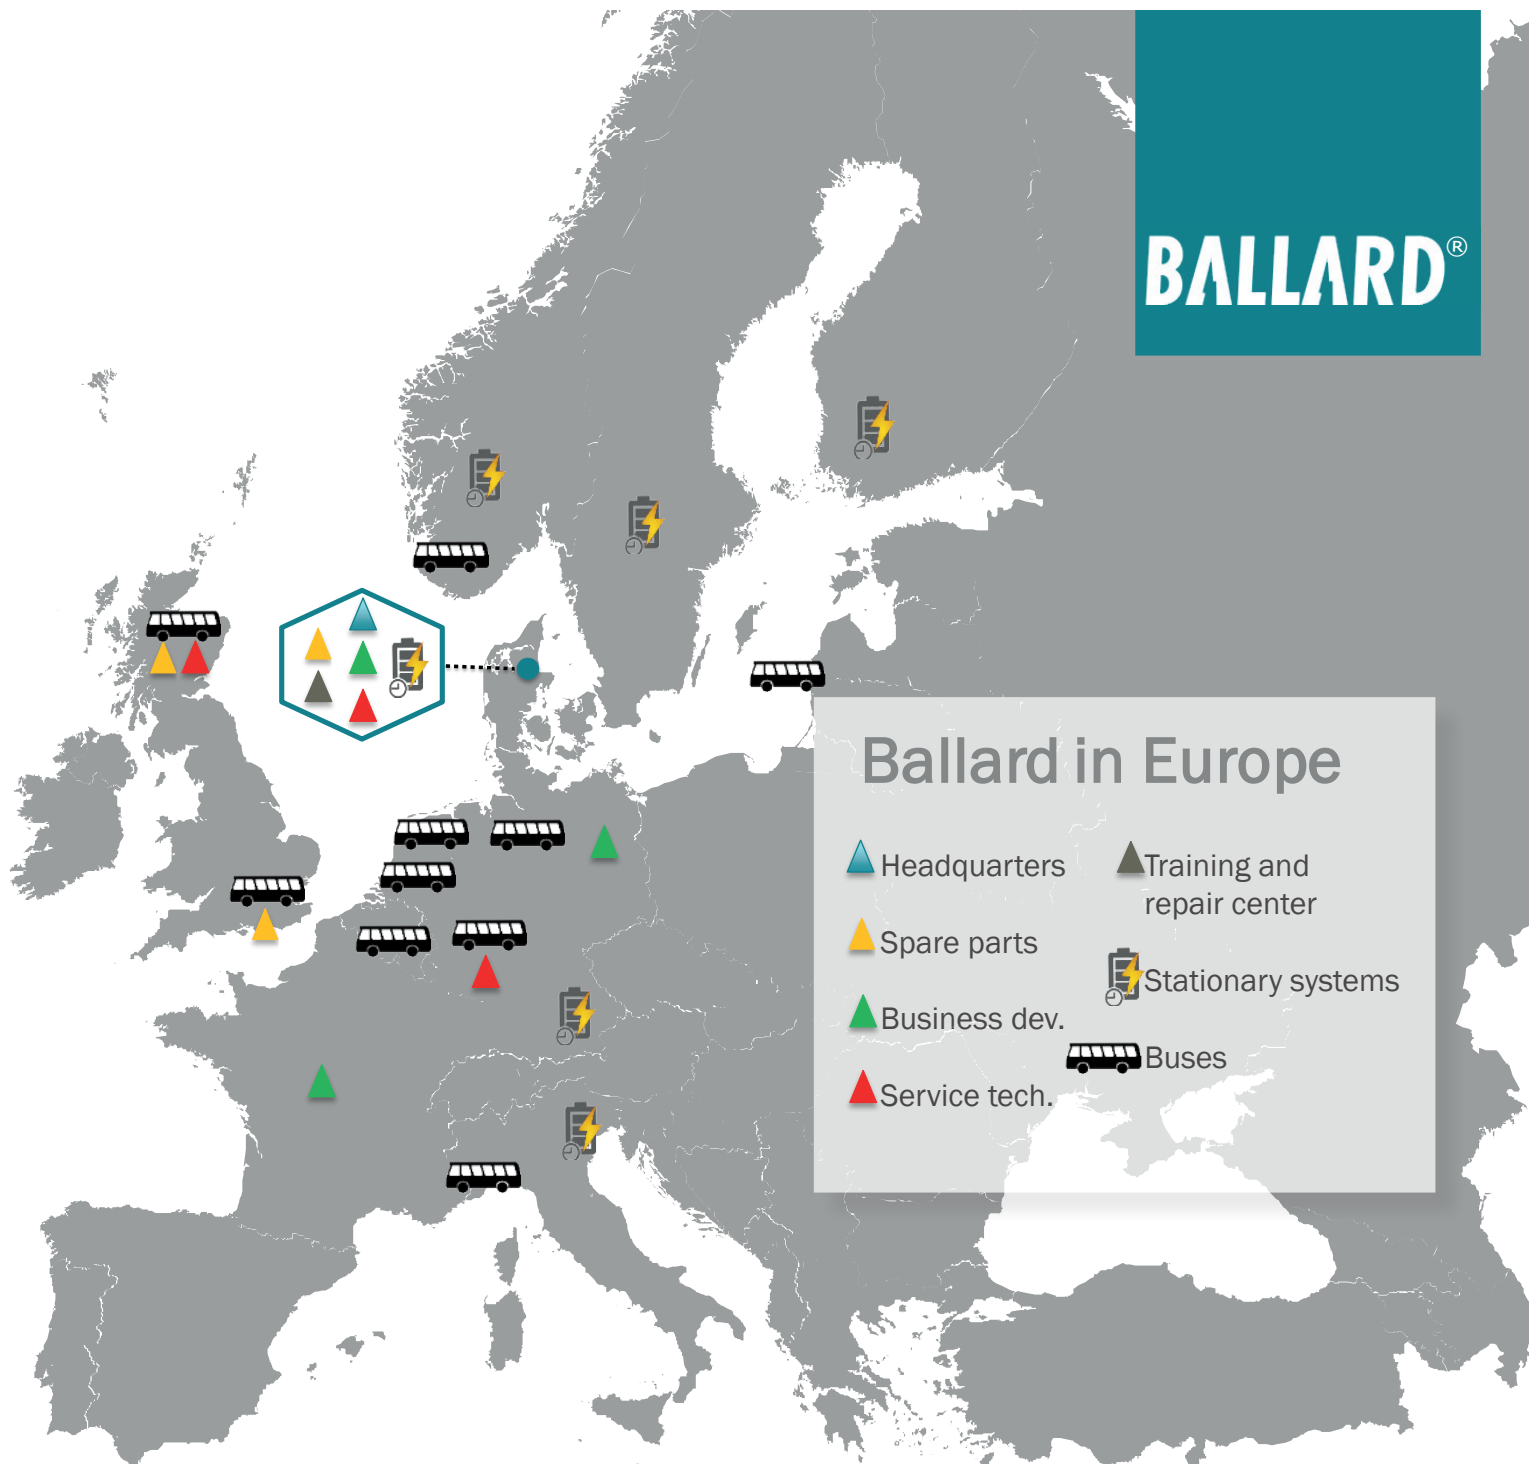 BALLARD®
Ballard in Europe
Headquarters
Spare parts
Business dev.
Service tech.
Training and
repair center
Stationary systems
Buses